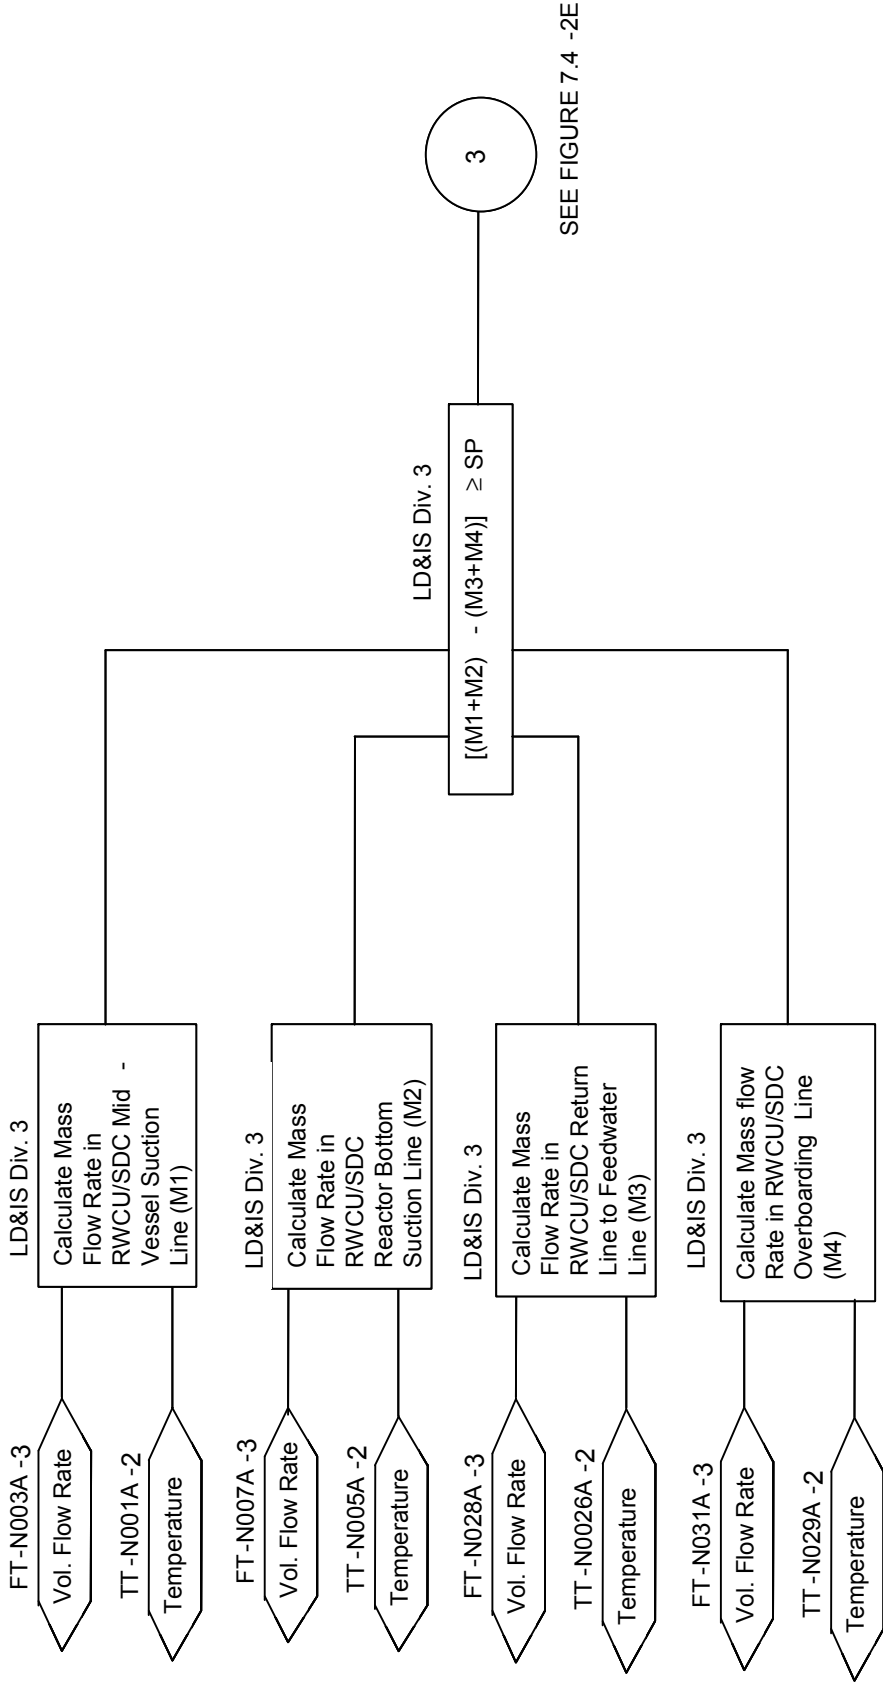 FT-N003A -3
Vol. Flow Rate
TT -N001A -2
Temperature
LD&IS Div. 3
Calculate Mass
Flow Rate in
RWCU/SDC Mid -
Vessel Suction
Line (M1)
FT-N007A -3
Vol. Flow Rate
TT -N005A -2
Temperature
LD&IS Div. 3
Calculate Mass
Flow Rate in
RWCU/SDC
Reactor Bottom
Suction Line (M2)
FT-N028A -3
Vol. Flow Rate
TT -N0026A -2
Temperature
LD&IS Div. 3
Calculate Mass
Flow Rate in
RWCU/SDC Return
Line to Feedwater
Line (M3)
FT-N031A -3
Vol. Flow Rate
TT -N029A -2
Temperature
LD&IS Div. 3
Calculate Mass flow
Rate in RWCU/SDC
Overboarding Line
(M4)
LD&IS Div. 3
[(M1+M2) - (M3+M4)] ≥ SP
3
SEE FIGURE 7.4 -2E